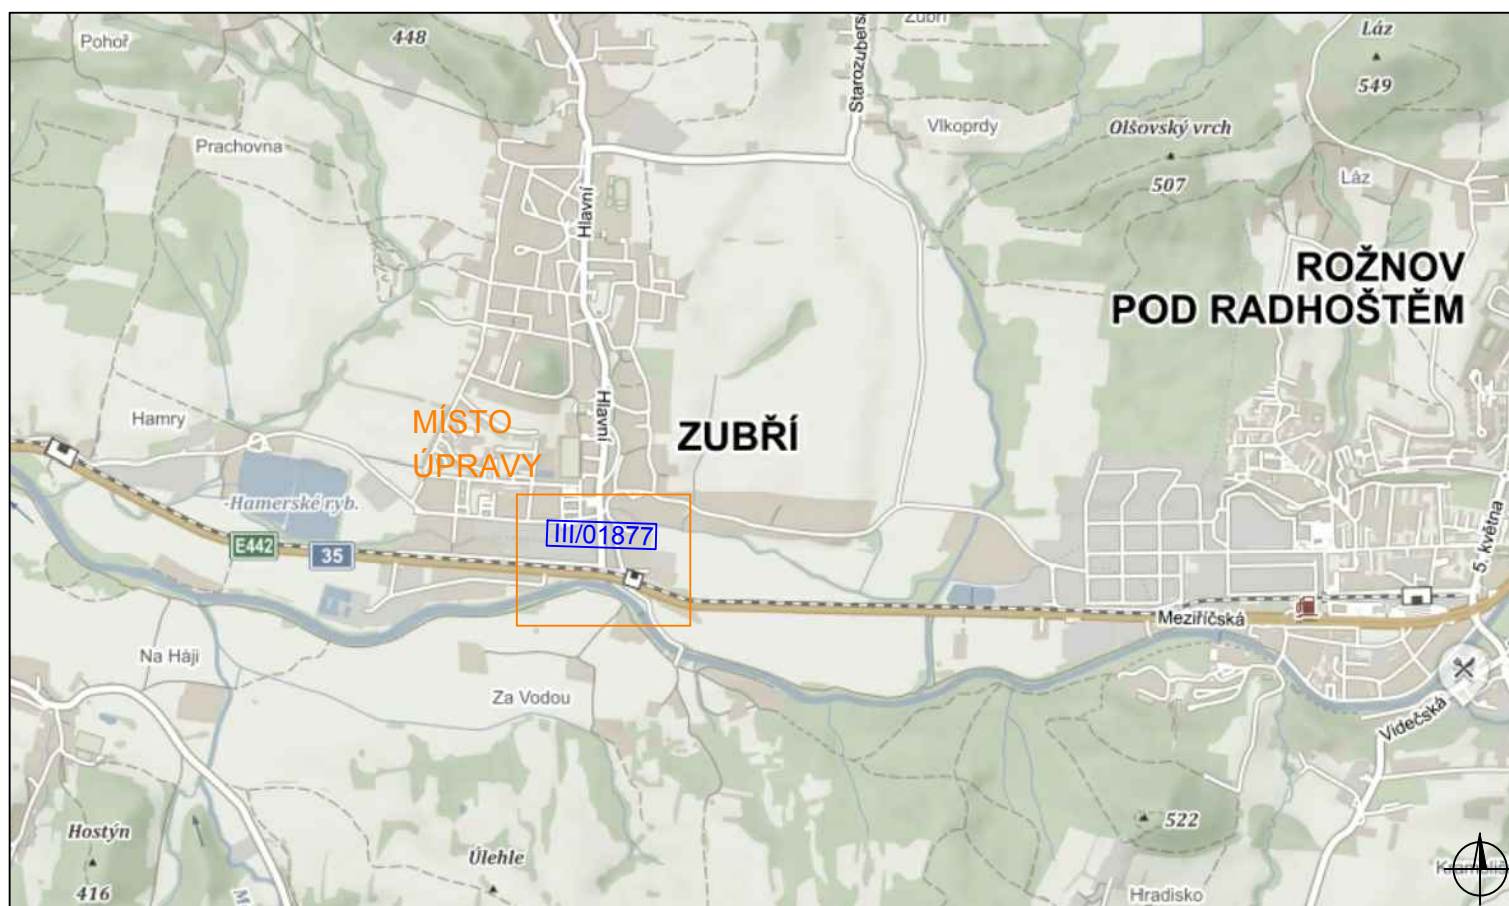 Pohoř
448
Starozubersk
Zubří
Láz
549
Prachovna
Vlkoprdy
Olšovský vrch
507
Láz
Hlavní
ROŽNOV
POD RADHOŠTĚM
Hamry
MÍSTO
ÚPRAVY
Hlavní
ZUBŘÍ
-Hamerské ryb.
III/01877
E442
35
5. května
Meziříčská
Na Háji
Za Vodou
Videčská
Hostýn
416
Úlehle
522
Hradisko